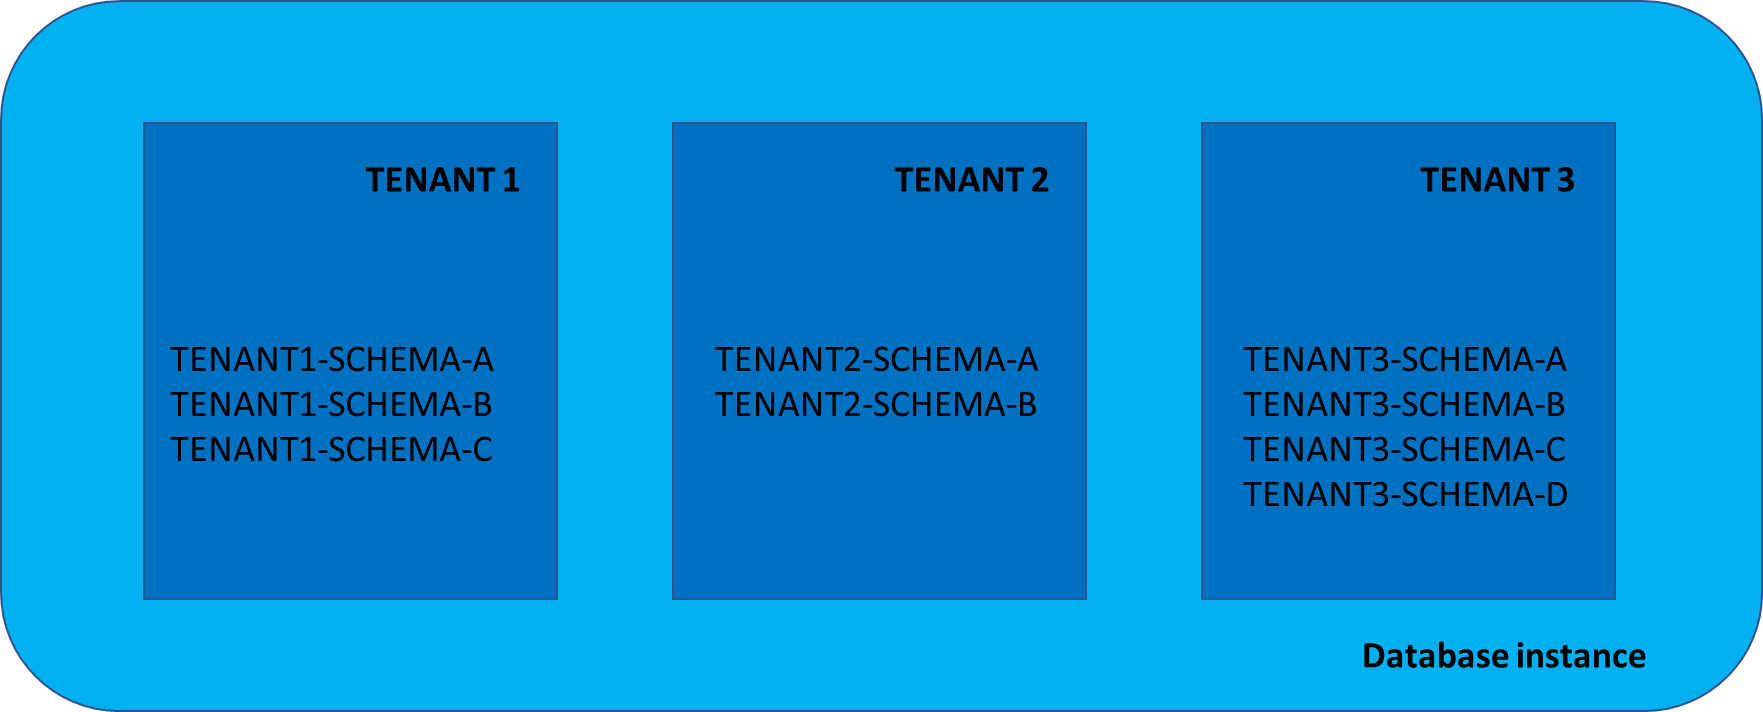 TENANT 1
TENANT1-SCHEMA-A
TENANT1-SCHEMA-B
TENANT1-SCHEMA-C
TENANT 2
TENANT2-SCHEMA-A
TENANT2-SCHEMA-B
TENANT 3
TENANT3-SCHEMA-A
TENANT3-SCHEMA-B
TENANT3-SCHEMA-C
TENANT3-SCHEMA-D
Database instance